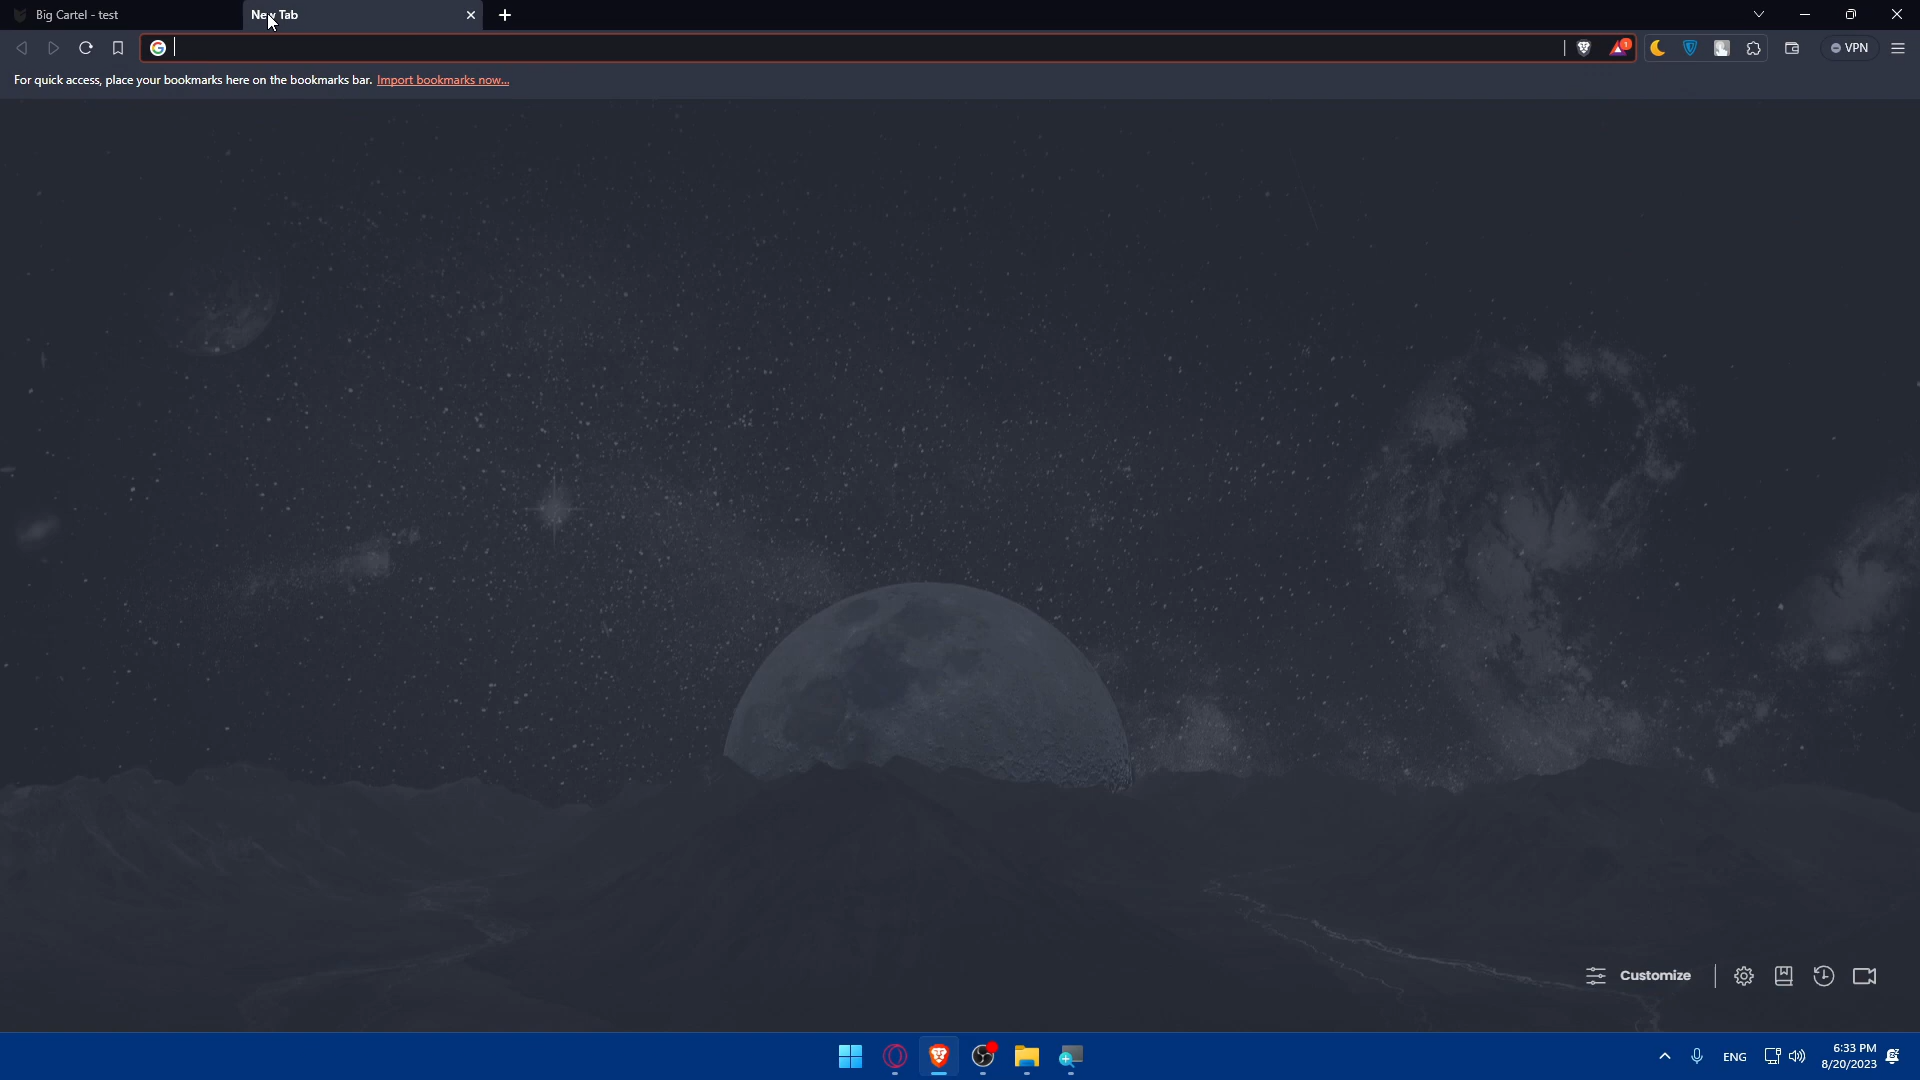 Big Cartel - test
New Tab
VPN
For quick access, place your bookmarks here on the bookmarks bar. Import bookmarks now...
Customize
ENG
6:33 PM
8/20/2023